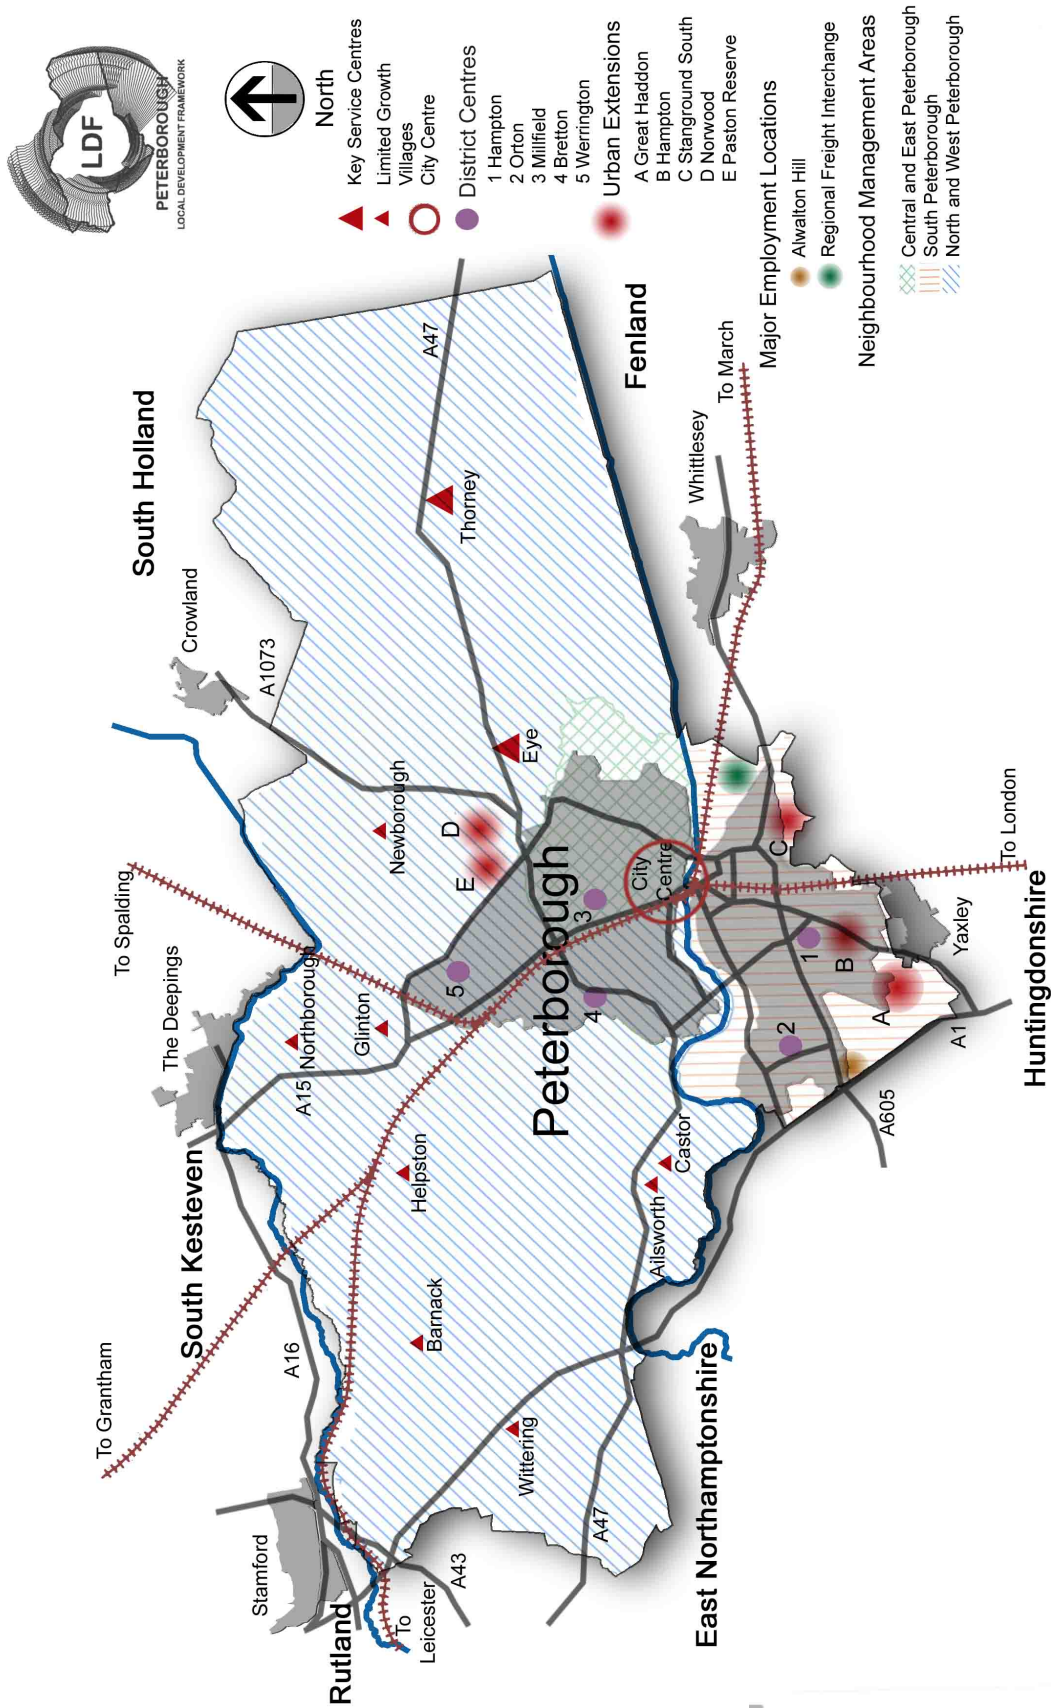 LDF
PETERBOROUGH
LOCAL DEVELOPMENT FRAMEWORK
North
Key Service Centres
Limited Growth
Villages
City Centre
District Centres
1 Hampton
2 Orton
3 Millfield
4 Bretton
5 Werrington
Urban Extensions
A Great Haddon
B Hampton
C Stanground South
D Norwood
E Paston Reserve
Major Employment Locations
Alwalton Hill
Regional Freight Interchange
Neighbourhood Management Areas
Central and East Peterborough
South Peterborough
North and West Peterborough
To Grantham
To Spalding
South Holland
South Kesteven
The Deepings
Crowland
Stamford
A16
A15
Northborough
A1073
Rutland
To
Leicester
A43
Barnack
Helpston
Glinton
Newborough
5
E
D
A47
Thorney
Wittering
Eye
A47
Peterborough
4
3
City
Centre
Ailsworth
Castor
Fenland
East Northamptonshire
Whittlesey
To March
2
1
C
B
A
A605
A1
Yaxley
To London
Huntingdonshire